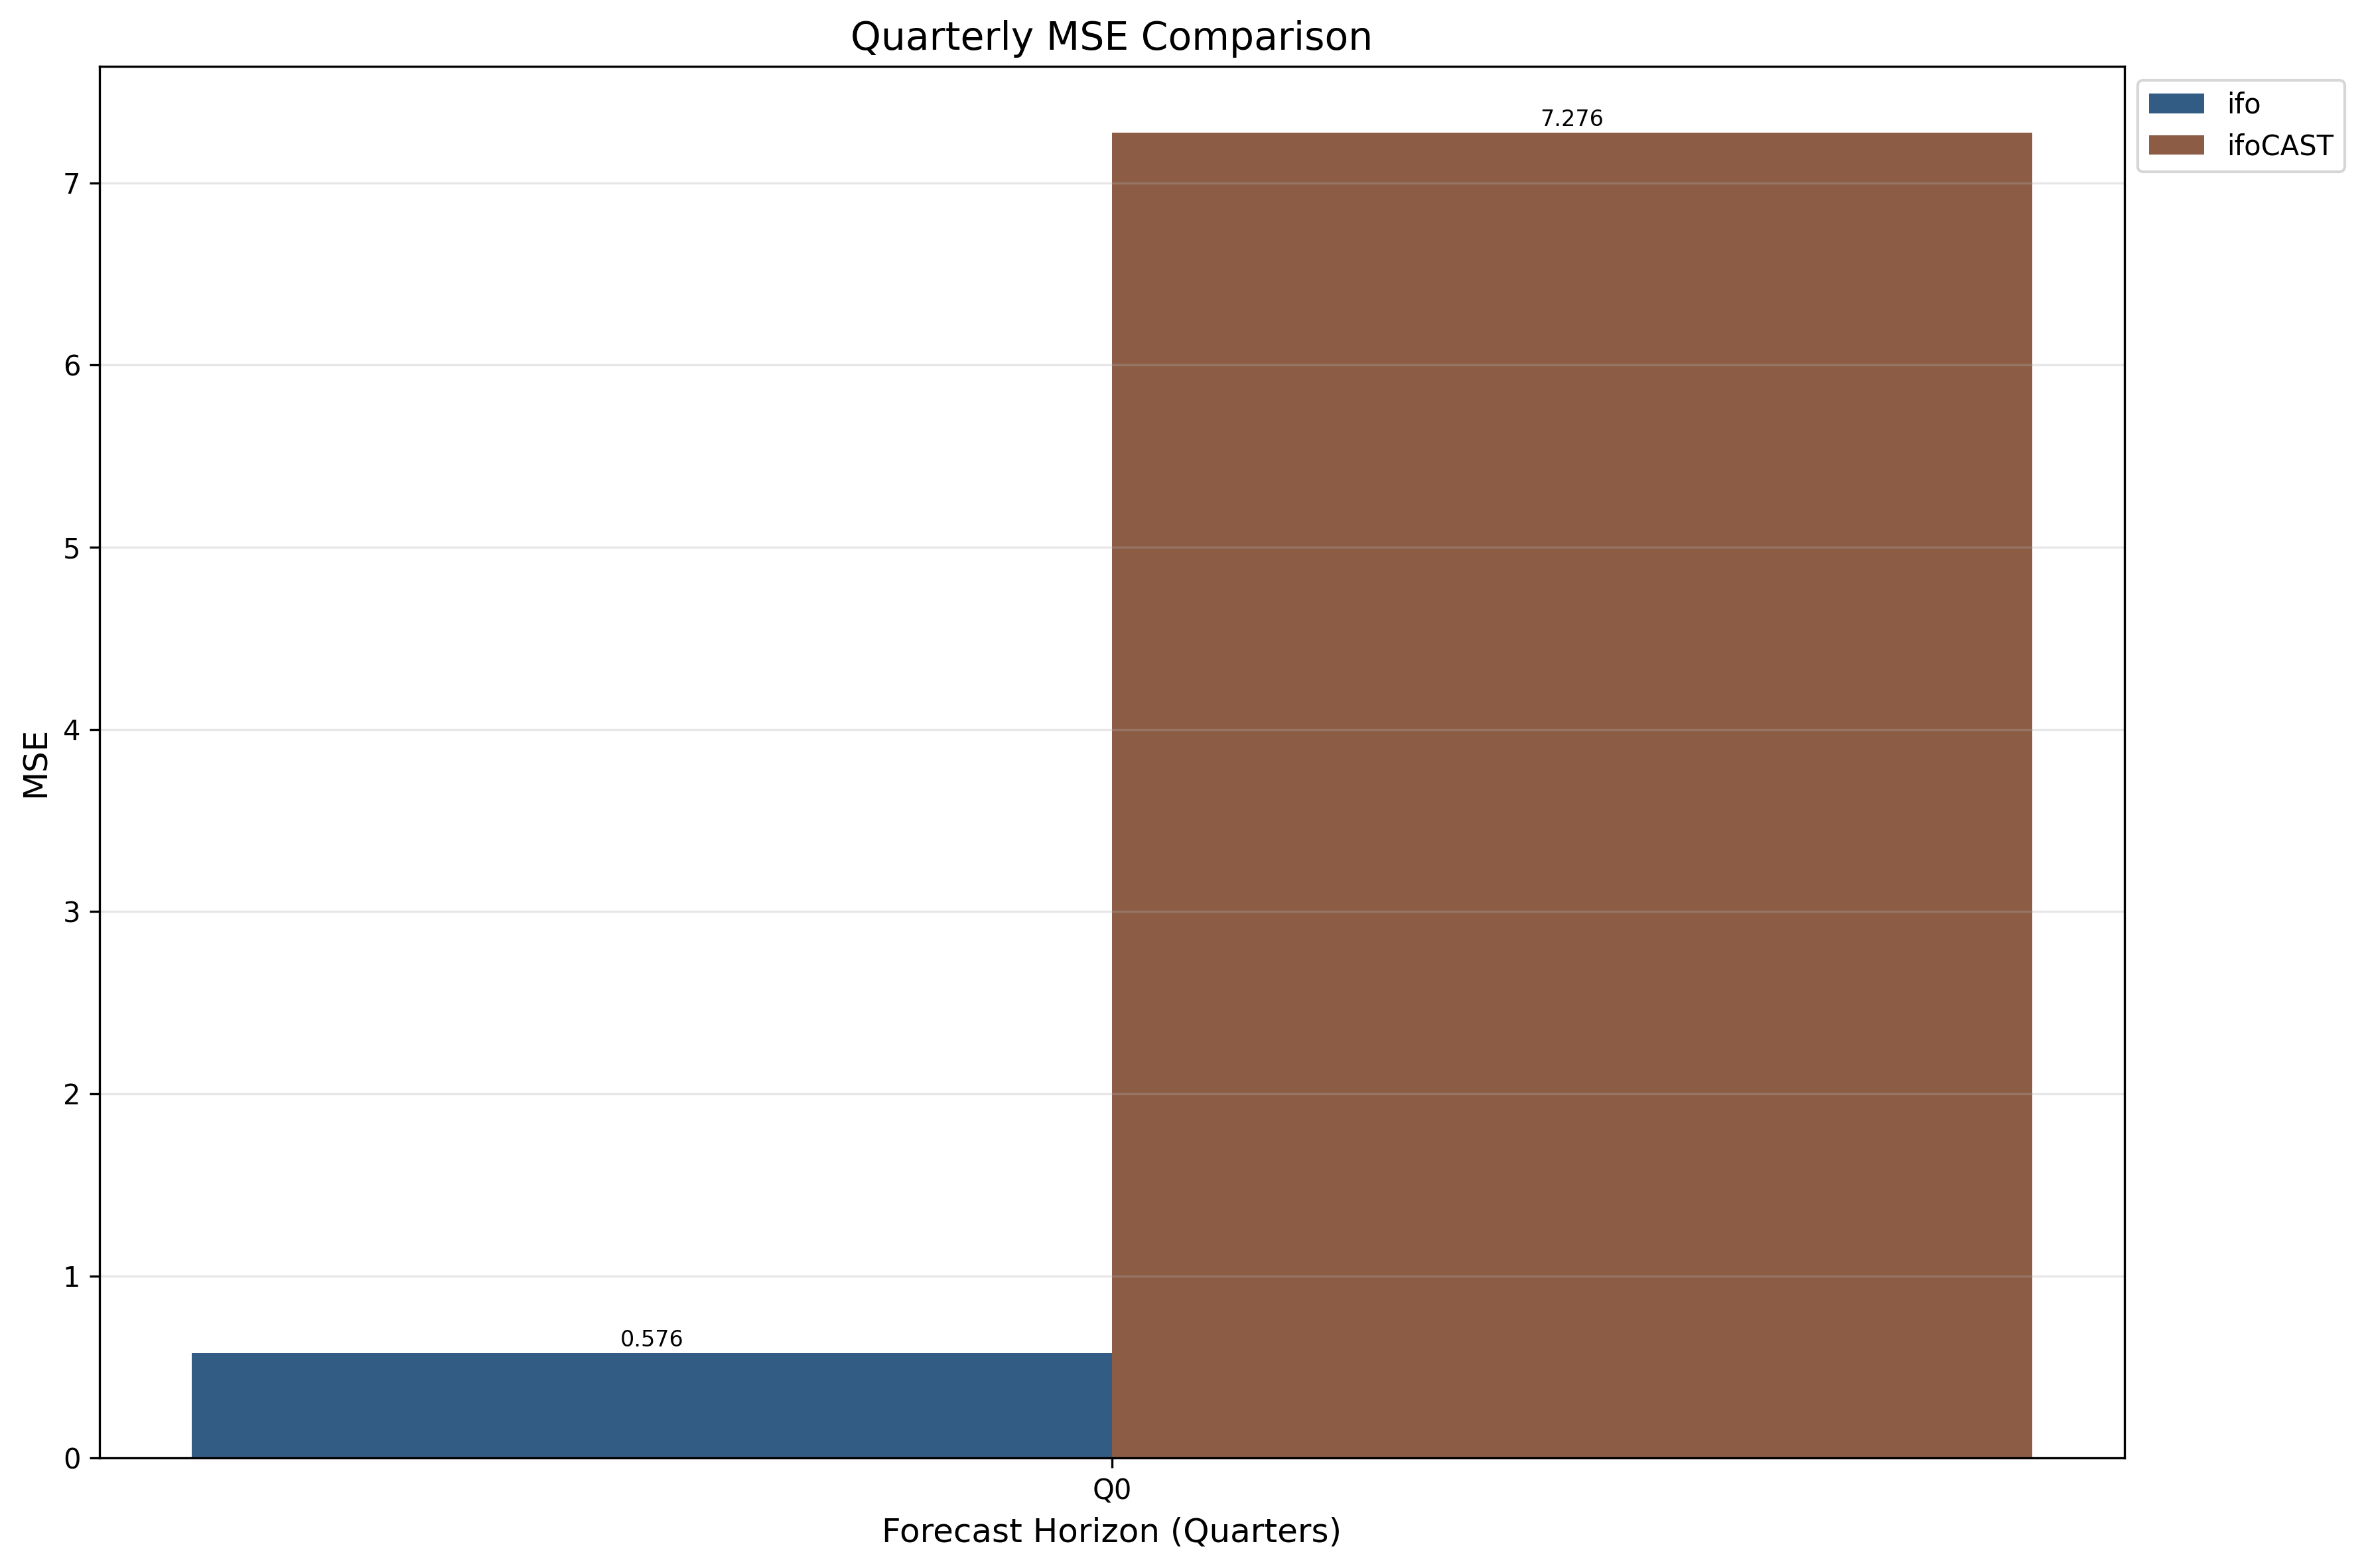 Quarterly MSE Comparison
ifo
ifoCAST
7.276
0.576
MSE
7
6
5
4
3
2
1
0
Q0
Forecast Horizon (Quarters)